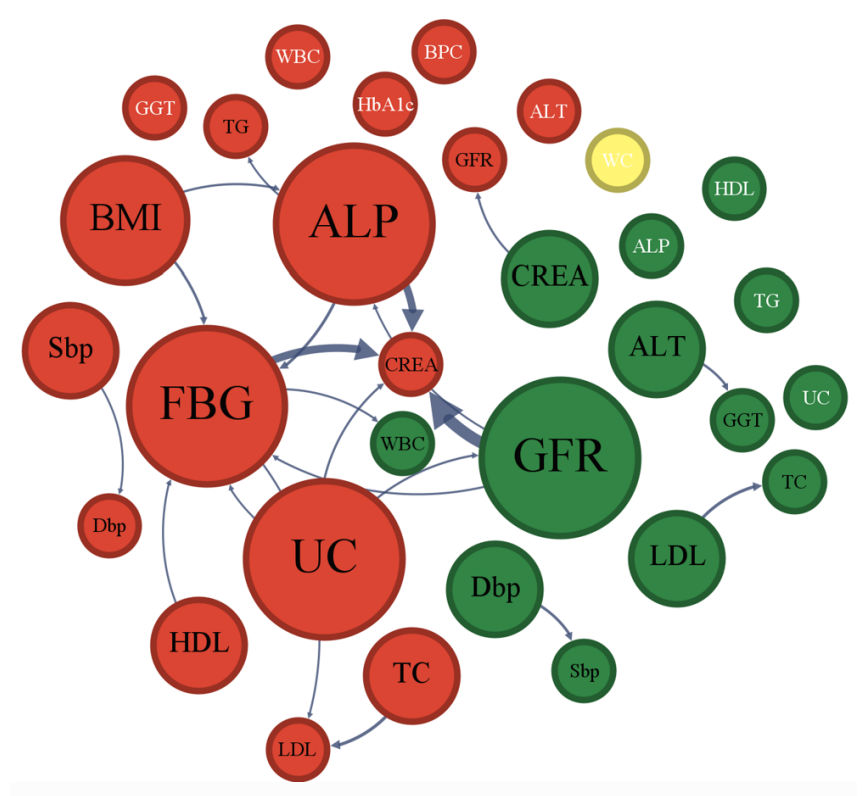 WBC
BPC
GGT
HbA1c
TG
ALT
GFR
WC
HDL
BMI
ALP
ALP
CREA
TG
Sbp
ALT
CREA
UC
FBG
GGT
WBC
GFR
TC
Dbp
UC
LDL
Dbp
HDL
TC
Sbp
LDL